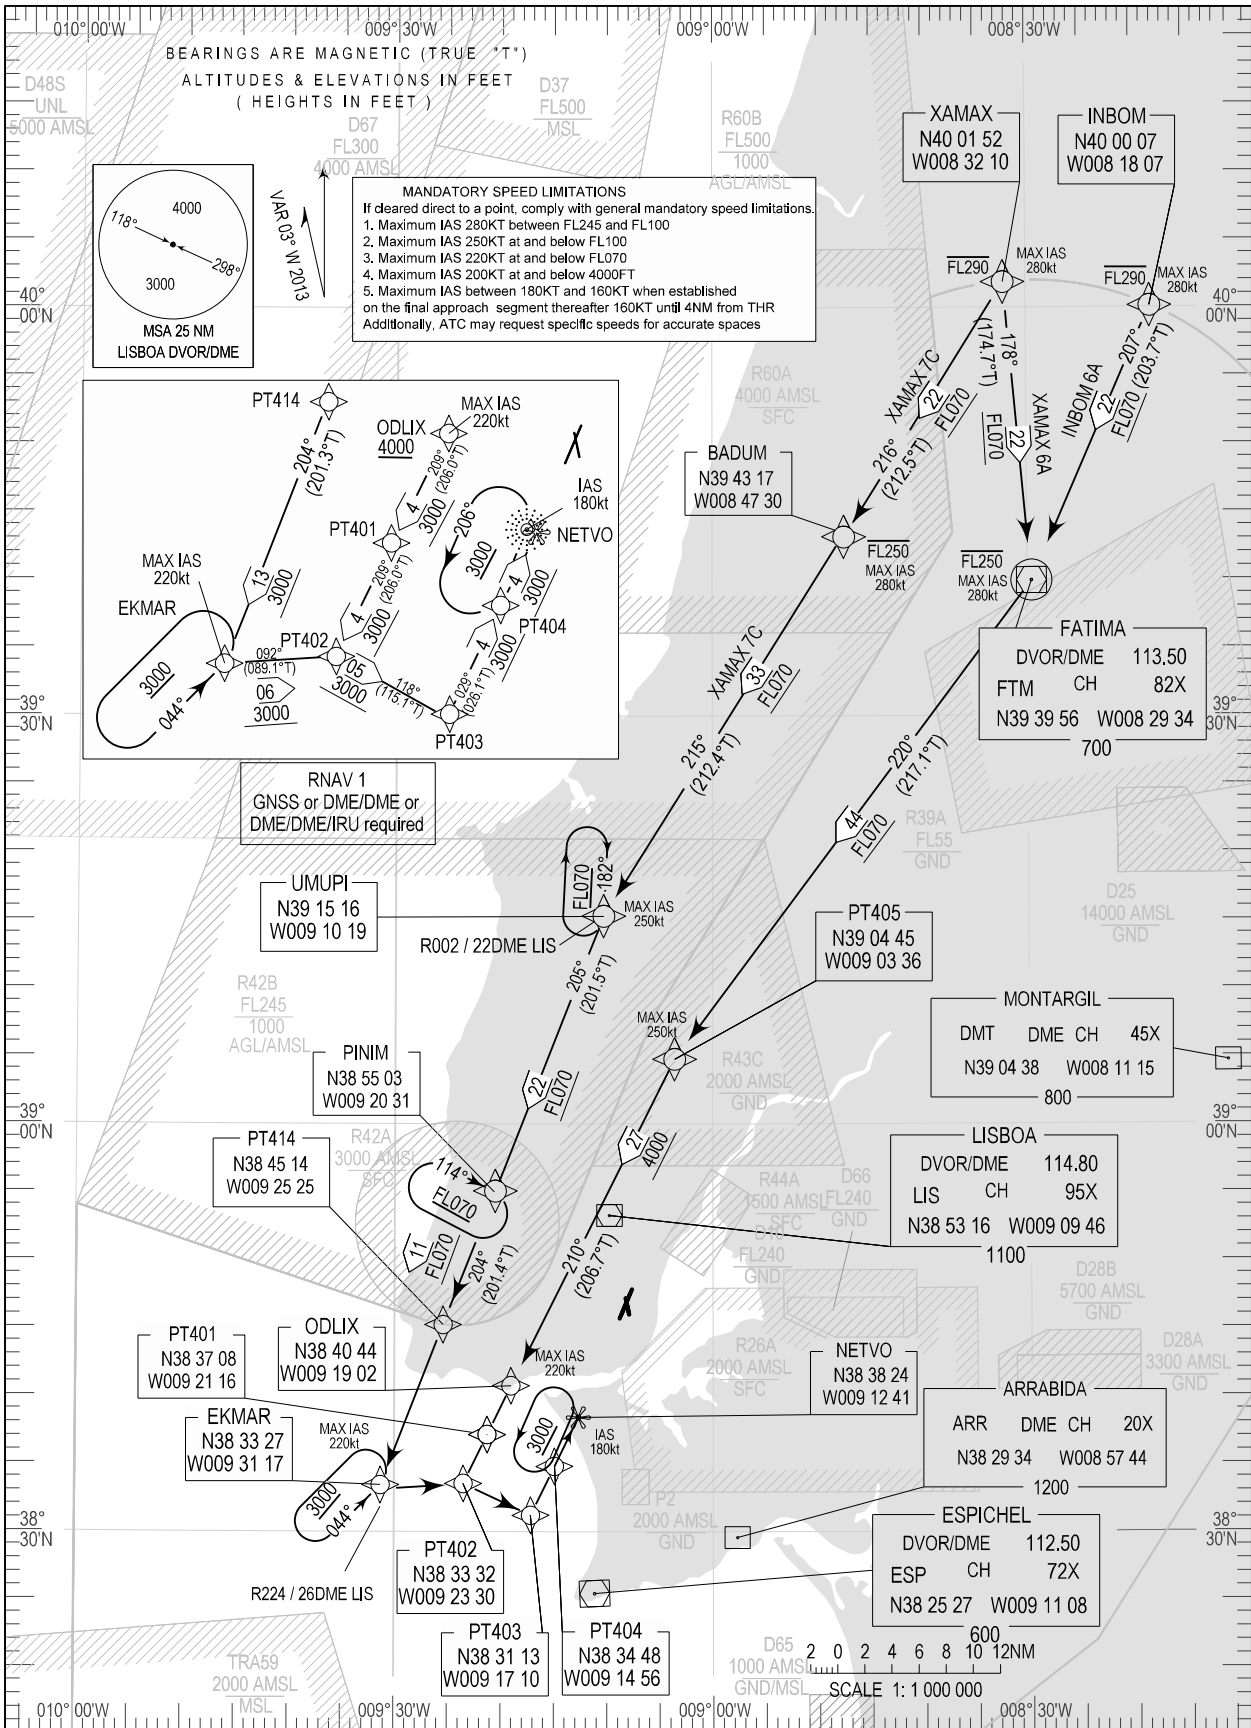 010°00'W
009°30'W
009°00'W
008°30'W
BEARINGS ARE MAGNETIC (TRUE "T")
ALTITUDES & ELEVATIONS IN FEET
( HEIGHTS IN FEET )
D48S
UNL
5000 AMSL
D67
FL300
4000 AMSL
D37
FL500
MSL
R60B
FL500
1000
AGL/AMSL
XAMAX
N40 01 52
W008 32 10
INBOM
N40 00 07
W008 18 07
118°
4000
298°
3000
MSA 25 NM
LISBOA DVOR/DME
VAR 03° W 2013
MANDATORY SPEED LIMITATIONS
If cleared direct to a point, comply with general mandatory speed limitations.
1. Maximum IAS 280KT between FL245 and FL100
2. Maximum IAS 250KT at and below FL100
3. Maximum IAS 220KT at and below FL070
4. Maximum IAS 200KT at and below 4000FT
5. Maximum IAS between 180KT and 160KT when established
on the final approach segment thereafter 160KT until 4NM from THR
Additionally, ATC may request specific speeds for accurate spaces
FL290
MAX IAS
280kt
FL290
MAX IAS
280kt
40°
00'N
40°
00'N
178°
(174.7°T)
22
FL070
XAMAX 6A
207°
(203.7°T)
22
FL070
INBOM 6A
XAMAX 7C
22
FL070
216°
(212.5°T)
R60A
4000 AMSL
SFC
BADUM
N39 43 17
W008 47 30
FL250
MAX IAS
280kt
FL250
MAX IAS
280kt
FATIMA
DVOR/DME 113.50
FTM CH 82X
N39 39 56 W008 29 34
700
PT414
204°
(201.3°T)
13
3000
ODLIX
4000
MAX IAS
220kt
209°
(206.0°T)
4
3000
PT401
209°
(206.0°T)
4
3000
IAS
180kt
NETVO
206°
3000
4
3000
PT404
4
3000
029°
(026.1°T)
PT403
118°
(115.1°T)
05
3000
PT402
092°
(089.1°T)
06
3000
MAX IAS
220kt
EKMAR
3000
044°
39°
30'N
39°
30'N
RNAV 1
GNSS or DME/DME or
DME/DME/IRU required
XAMAX 7C
33
FL070
215°
(212.4°T)
220°
(217.1°T)
44
FL070
R39A
FL55
GND
D25
14000 AMSL
GND
UMUPI
N39 15 16
W009 10 19
FL070
182°
MAX IAS
250kt
R002 / 22DME LIS
PT405
N39 04 45
W009 03 36
205°
(201.5°T)
R42B
FL245
1000
AGL/AMSL
MONTARGIL
DMT DME CH 45X
N39 04 38 W008 11 15
800
MAX IAS
250kt
PINIM
N38 55 03
W009 20 31
22
FL070
R43C
2000 AMSL
GND
39°
00'N
39°
00'N
27
4000
PT414
N38 45 14
W009 25 25
R42A
3000 AMSL
SFC
114°
FL070
LISBOA
DVOR/DME 114.80
LIS CH 95X
N38 53 16 W009 09 46
1100
R44A
1500 AMSL
SFC
D66
FL240
GND
D10
FL240
GND
11
FL070
204°
(201.4°T)
210°
(206.7°T)
D28B
5700 AMSL
GND
D28A
3300 AMSL
GND
PT401
N38 37 08
W009 21 16
ODLIX
N38 40 44
W009 19 02
MAX IAS
220kt
R26A
2000 AMSL
SFC
NETVO
N38 38 24
W009 12 41
ARRABIDA
ARR DME CH 20X
N38 29 34 W008 57 44
1200
EKMAR
N38 33 27
W009 31 17
MAX IAS
220kt
3000
IAS
180kt
3000
044°
P2
2000 AMSL
GND
ESPICHEL
DVOR/DME 112.50
ESP CH 72X
N38 25 27 W009 11 08
600
38°
30'N
38°
30'N
PT402
N38 33 32
W009 23 30
R224 / 26DME LIS
PT403
N38 31 13
W009 17 10
PT404
N38 34 48
W009 14 56
TRA59
2000 AMSL
MSL
D65
1000 AMSL
GND/MSL
2 0 2 4 6 8 10 12NM
SCALE 1: 1 000 000
010°00'W
009°30'W
009°00'W
008°30'W